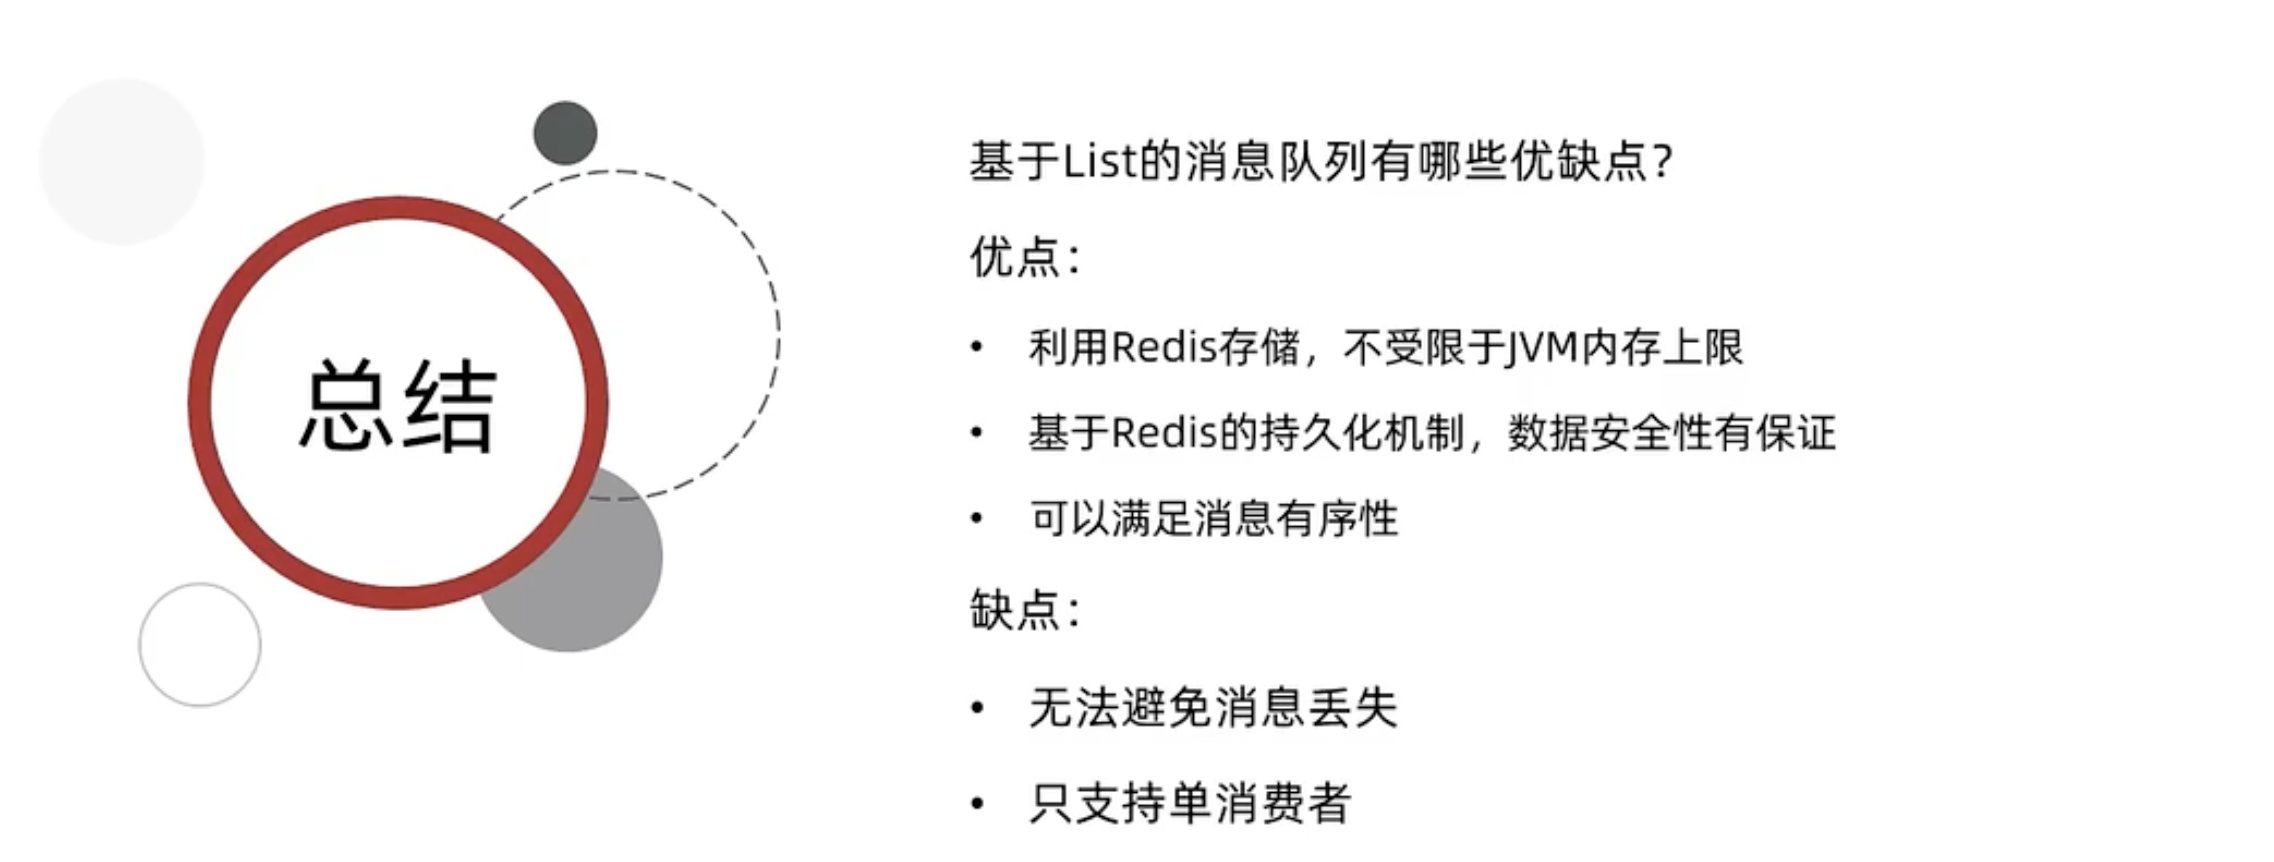 总结
基于List的消息队列有哪些优缺点？
优点：
• 利用Redis存储，不受限于JVM内存上限
• 基于Redis的持久化机制，数据安全性有保证
• 可以满足消息有序性
缺点：
• 无法避免消息丢失
• 只支持单消费者